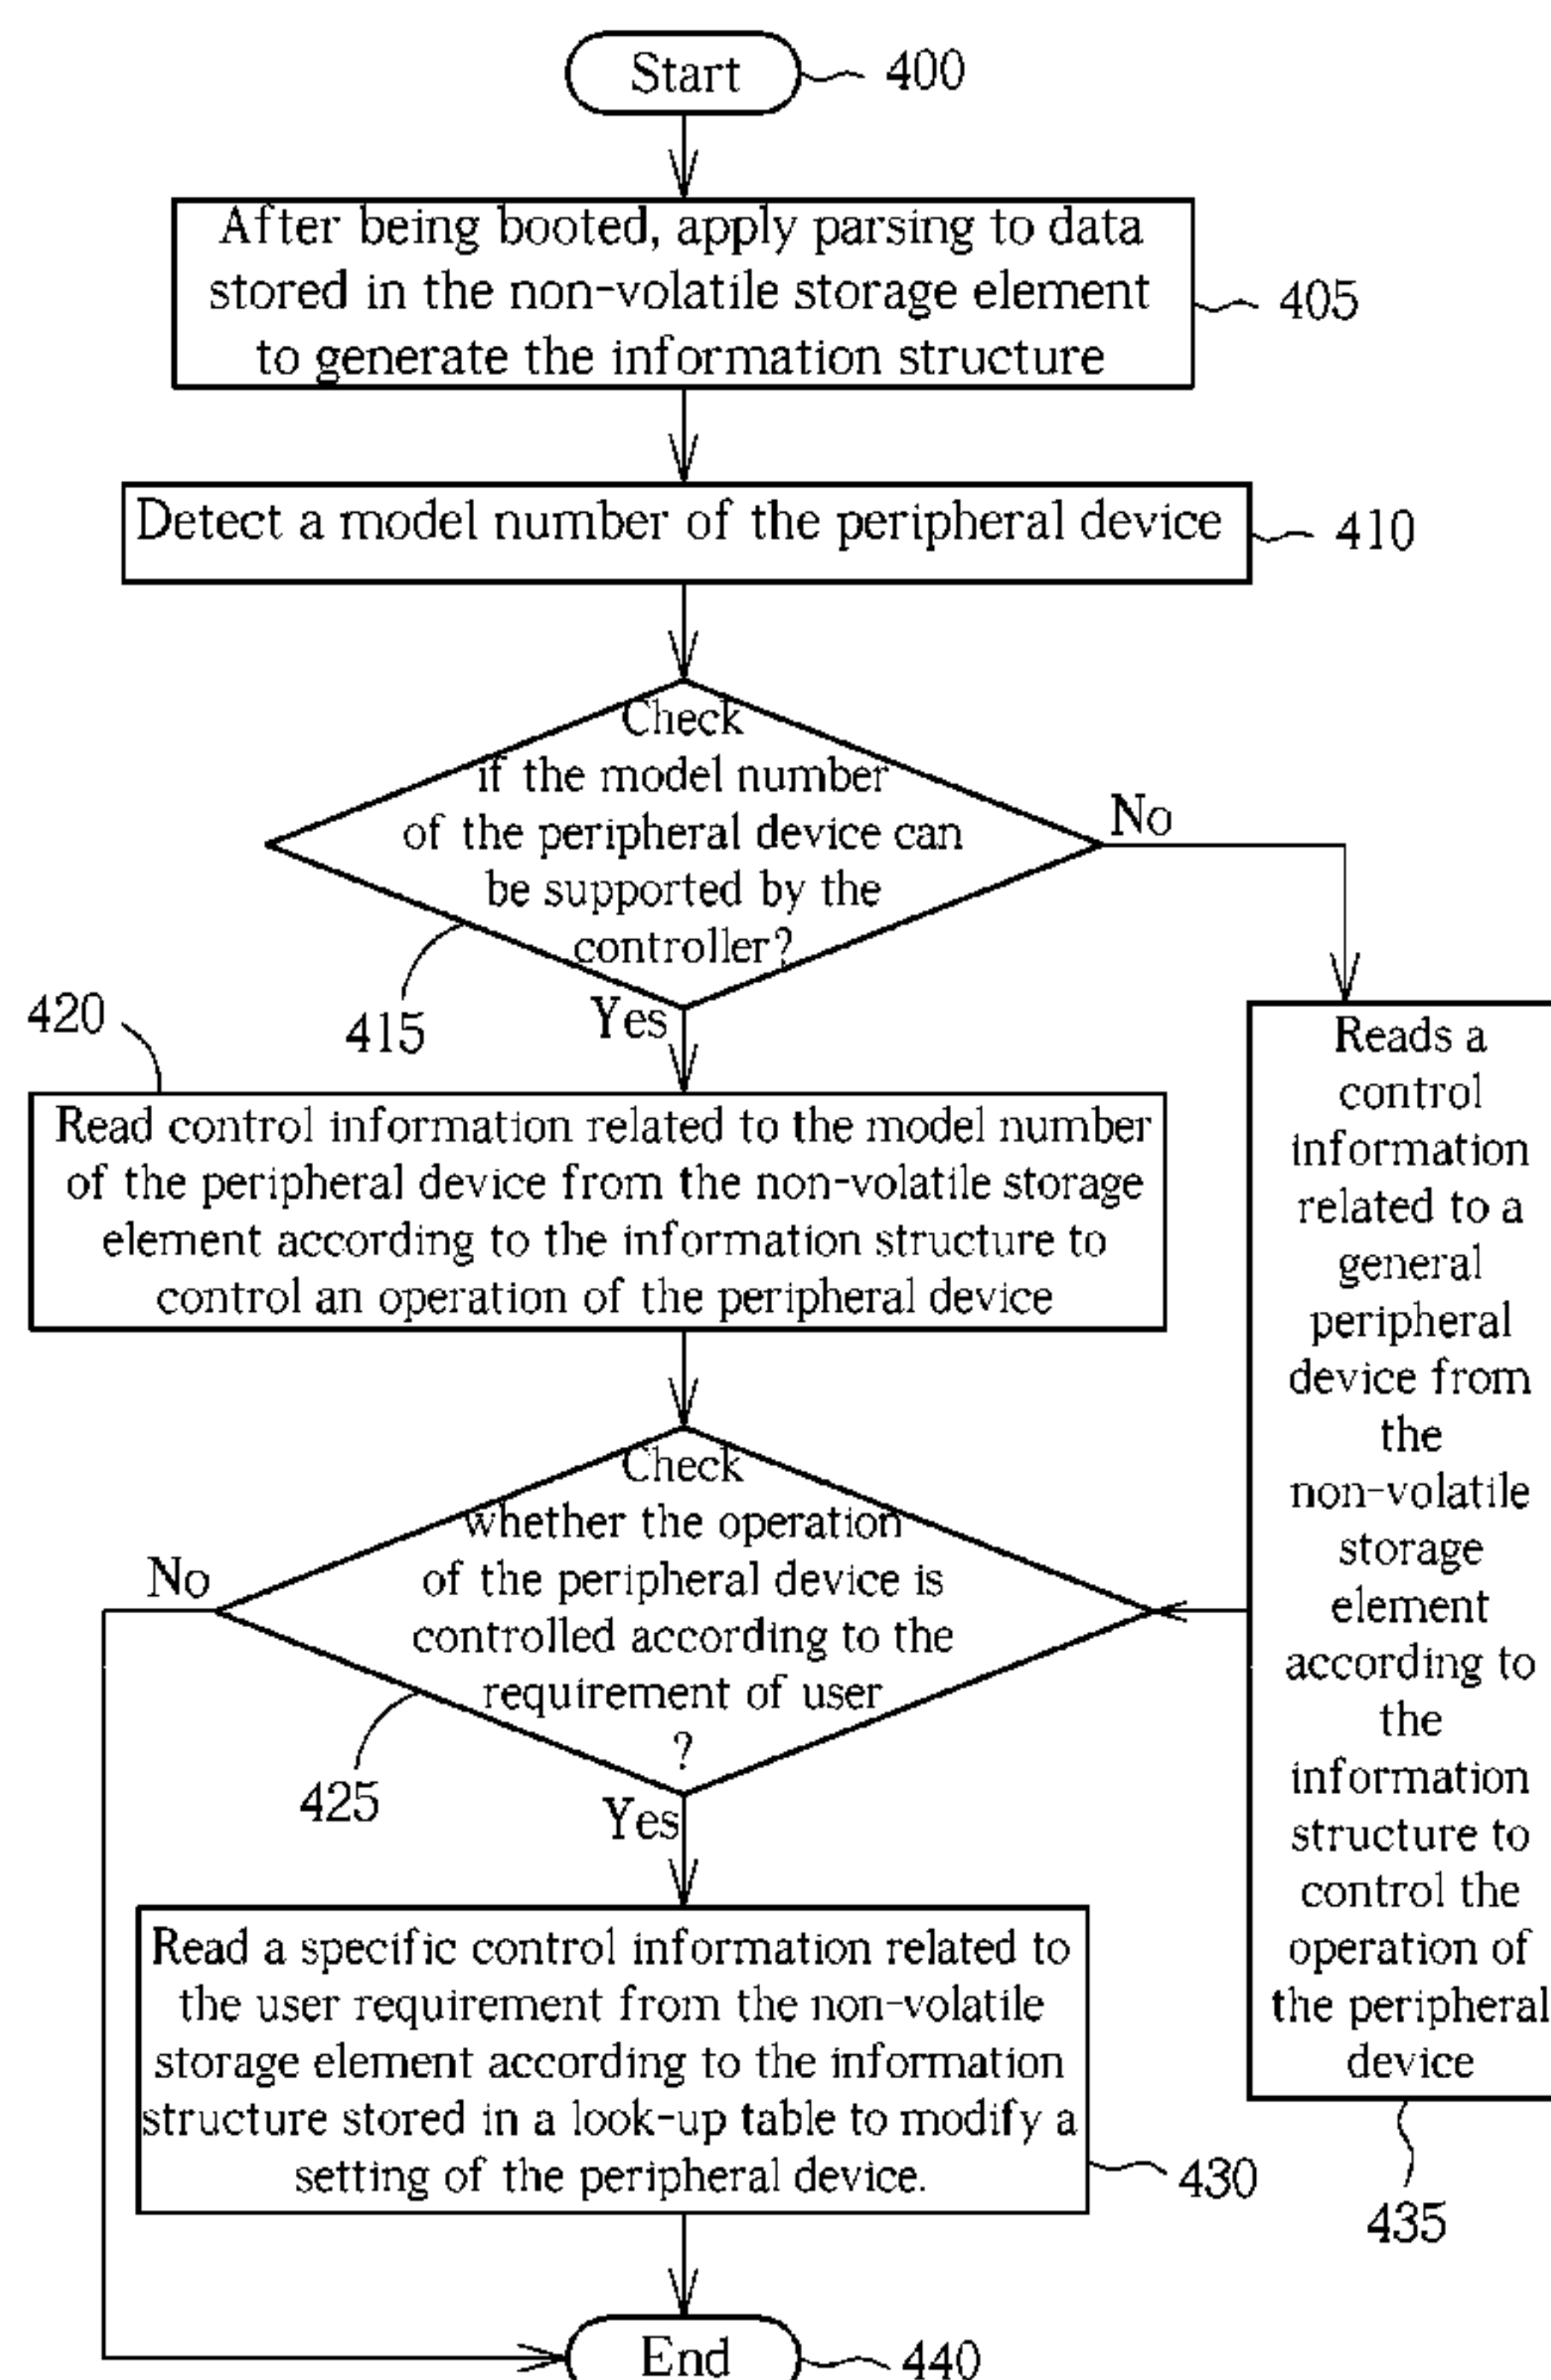 Start
400
After being booted, apply parsing to data
stored in the non-volatile storage element
to generate the information structure
405
Detect a model number of the peripheral device
410
Check
if the model number
of the peripheral device can
be supported by the
controller?
No
415
Yes
420
Read control information related to the model number
of the peripheral device from the non-volatile storage
element according to the information structure to
control an operation of the peripheral device
Reads a
control
information
related to a
general
peripheral
device from
the
non-volatile
storage
element
according to
the
information
structure to
control the
operation of
the peripheral
device
435
Check
whether the operation
of the peripheral device is
controlled according to the
requirement of user
?
No
425
Yes
Read a specific control information related to
the user requirement from the non-volatile
storage element according to the information
structure stored in a look-up table to modify a
setting of the peripheral device.
430
End
440